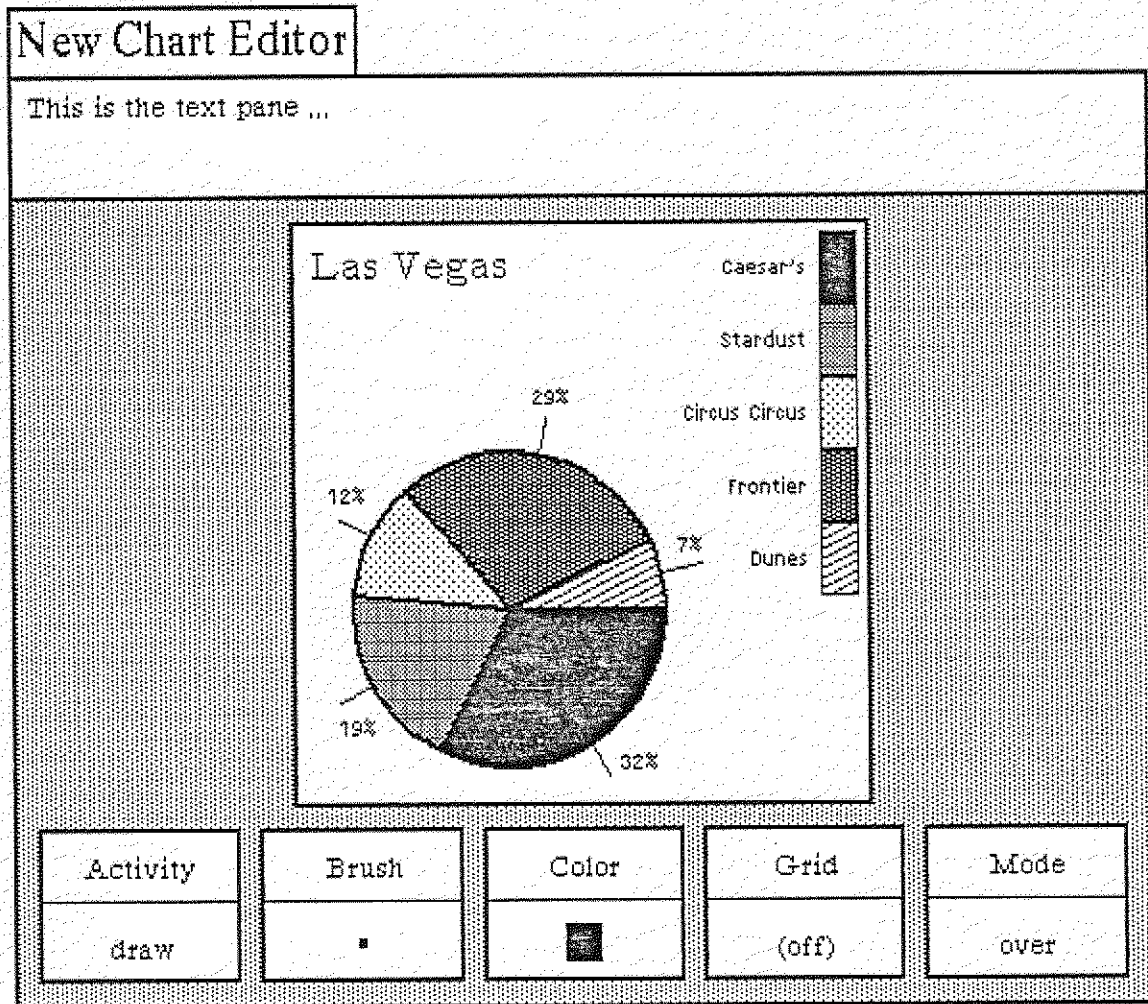 New Chart Editor
This is the text pane ...
Las Vegas
Caesar's
Stardust
Circus Circus
Frontier
Dunes
29%
12%
7%
19%
32%
Activity
draw
Brush
Color
Grid
(off)
Mode
over